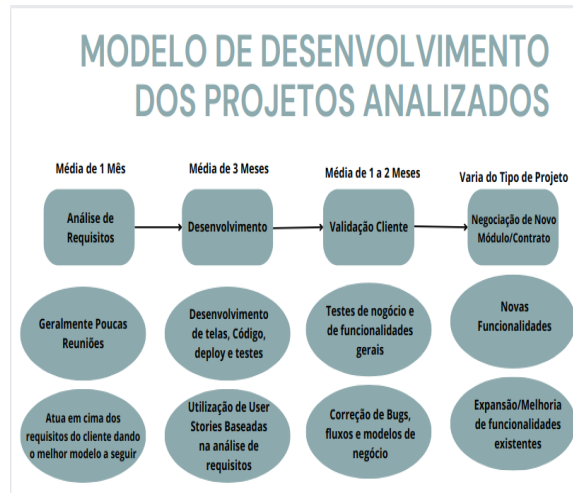 MODELO DE DESENVOLVIMENTO
DOS PROJETOS ANALIZADOS
Média de 1 Mês
Média de 3 Meses
Média de 1 a 2 Meses
Varia do Tipo de Projeto
Análise de
Requisitos
Desenvolvimento
Validação Cliente
Negociação de Novo
Módulo/Contrato
Geralmente Poucas
Reuniões
Desenvolvimento
de telas, Código,
deploy e testes
Testes de nogócio e
de funcionalidades
gerais
Novas
Funcionalidades
Atua em cima dos
requisitos do cliente dando
o melhor modelo a seguir
Utilização de User
Stories Baseadas
na análise de
requisitos
Correção de Bugs,
fluxos e modelos de
negócio
Expansão/Melhoria
de funcionalidades
existentes